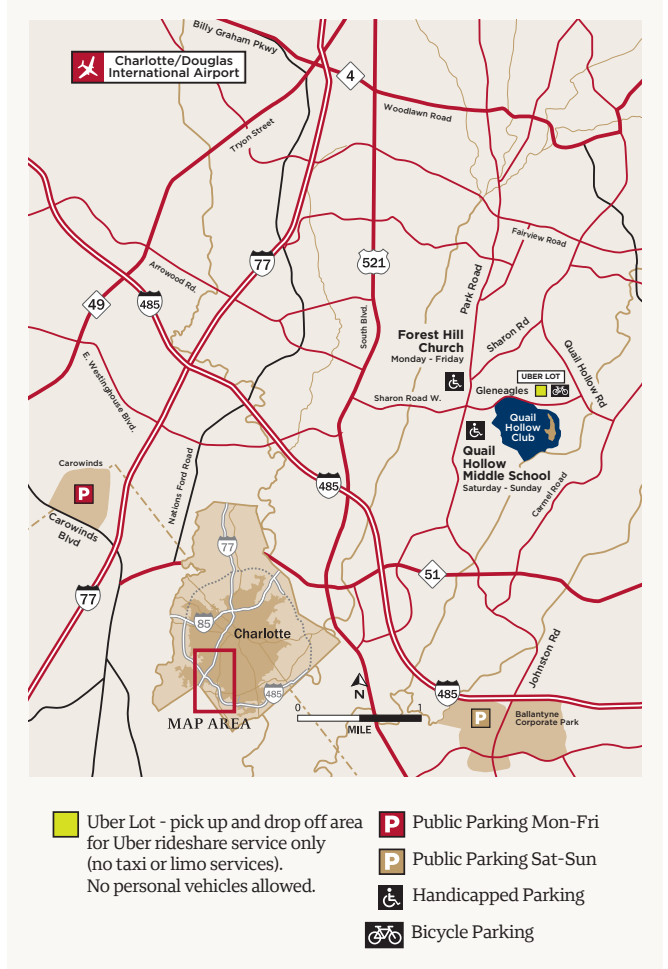 Billy Graham Pkwy
Charlotte/Douglas
International Airport
4
Woodlawn Road
Tryon Street
Fairview Road
77
521
Park Road
Arrowood Rd.
49
485
South Blvd.
Sharon Rd
Forest Hill
Church
Monday - Friday
Quail Hollow Rd
E. Westinghouse Blvd.
UBER LOT
Gleneagles
Sharon Road W.
Quail
Hollow
Club
Quail
Hollow
Middle School
Saturday - Sunday
Carowinds
P
Nations Ford Road
485
Carmel Road
Carowinds
Blvd
77
51
77
85
Charlotte
Johnston Rd
485
485
N
MAP AREA
0 1
MILE
P
Ballantyne
Corporate Park
Uber Lot - pick up and drop off area
for Uber rideshare service only
(no taxi or limo services).
No personal vehicles allowed.
P Public Parking Mon-Fri
P Public Parking Sat-Sun
Handicapped Parking
Bicycle Parking